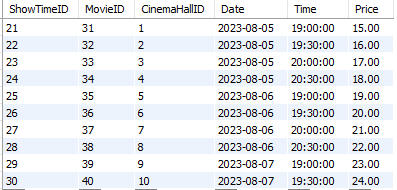 ShowTimeID MovieID CinemaHallID Date Time Price
21 31 1 2023-08-05 19:00:00 15.00
22 32 2 2023-08-05 19:30:00 16.00
23 33 3 2023-08-05 20:00:00 17.00
24 34 4 2023-08-05 20:30:00 18.00
25 35 5 2023-08-06 19:00:00 19.00
26 36 6 2023-08-06 19:30:00 20.00
27 37 7 2023-08-06 20:00:00 21.00
28 38 8 2023-08-06 20:30:00 22.00
29 39 9 2023-08-07 19:00:00 23.00
30 40 10 2023-08-07 19:30:00 24.00